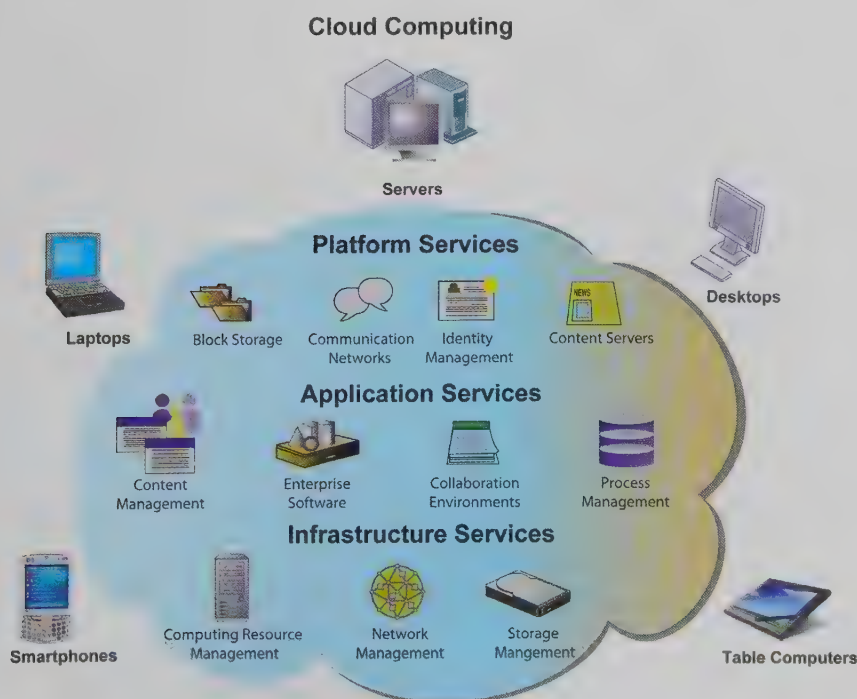 Cloud Computing
Servers
Platform Services
Laptops
Desktops
Block Storage
Communication
Networks
Identity
Management
NEWS
Content Servers
Application Services
Content
Management
Enterprise
Software
Collaboration
Environments
Process
Management
Infrastructure Services
Smartphones
Computing Resource
Management
Network
Management
Storage
Mangement
Table Computers